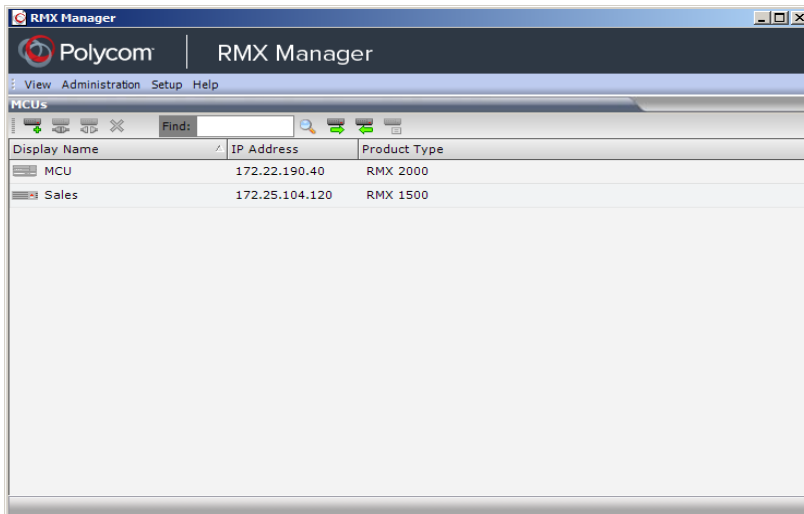 RMX Manager
Polycom RMX Manager
View Administration Setup Help
MCUs
Find:
Display Name IP Address Product Type
MCU 172.22.190.40 RMX 2000
Sales 172.25.104.120 RMX 1500